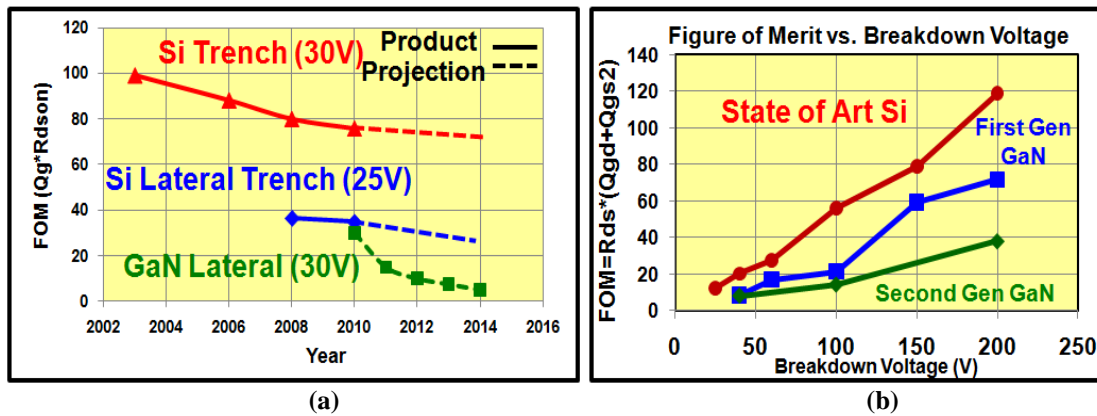 120
100
80
60
40
20
0
FOM (Qg*Rdson)
Si Trench (30V)
Product
Projection
Si Lateral Trench (25V)
GaN Lateral (30V)
2002 2004 2006 2008 2010 2012 2014 2016
Year
(a)
Figure of Merit vs. Breakdown Voltage
140
120
100
80
60
40
20
0
FOM=Rds*(Qgd+Qgs2)
State of Art Si
First Gen
GaN
Second Gen GaN
0 50 100 150 200 250
Breakdown Voltage (V)
(b)